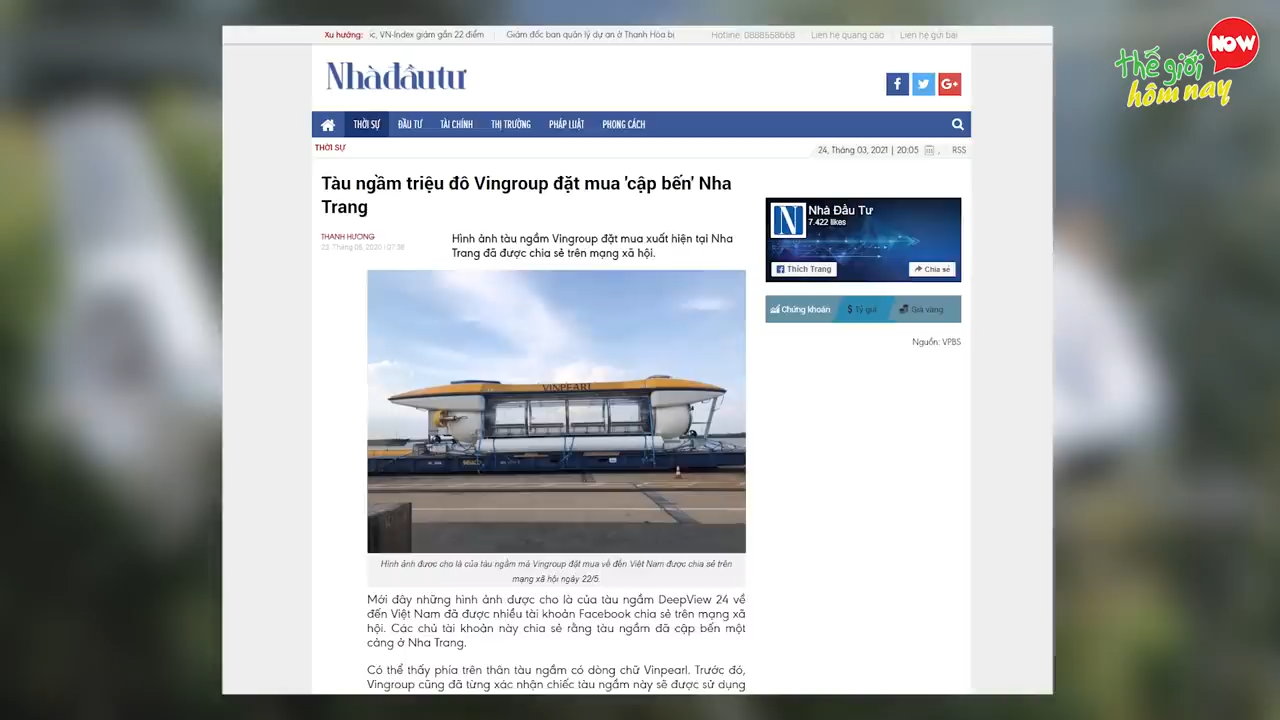 Xu hướng:
VN-Index giảm gần 22 điểm
Giám đốc ban quản lý dự án ở Thanh Hóa bị
Hotline: 0888558668
Liên hệ quảng cáo
Liên hệ gửi bài
NOW
thế giới
hôm nay
Nhàđầutư
f
G+
THỜI SỰ ĐẦU TƯ TÀI CHÍNH THỊ TRƯỜNG PHÁP LUẬT PHONG CÁCH
THỜI SỰ
24, Tháng 03, 2021 | 20:05
RSS
Tàu ngầm triệu đô Vingroup đặt mua 'cập bến' Nha
Trang
THANH HƯƠNG
Hình ảnh tàu ngầm Vingroup đặt mua xuất hiện tại Nha
Trang đã được chia sẻ trên mạng xã hội.
N
Nhà Đầu Tư
7.422 likes
Thích Trang
Chia sẻ
Chứng khoán
$ Tỷ giá
Giá vàng
Nguồn: VPBS
VINPEARL
Hình ảnh được cho là của tàu ngầm mà Vingroup đặt mua về đến Việt Nam được chia sẻ trên
mạng xã hội ngày 22/5.
Mới đây những hình ảnh được cho là của tàu ngầm DeepView 24 về
đến Việt Nam đã được nhiều tài khoản Facebook chia sẻ trên mạng xã
hội. Các chủ tài khoản này chia sẻ rằng tàu ngầm đã cập bến một
cảng ở Nha Trang.
Có thể thấy phía trên thân tàu ngầm có dòng chữ Vinpearl. Trước đó,
Vingroup cũng đã từng xác nhận chiếc tàu ngầm này sẽ được sử dụng